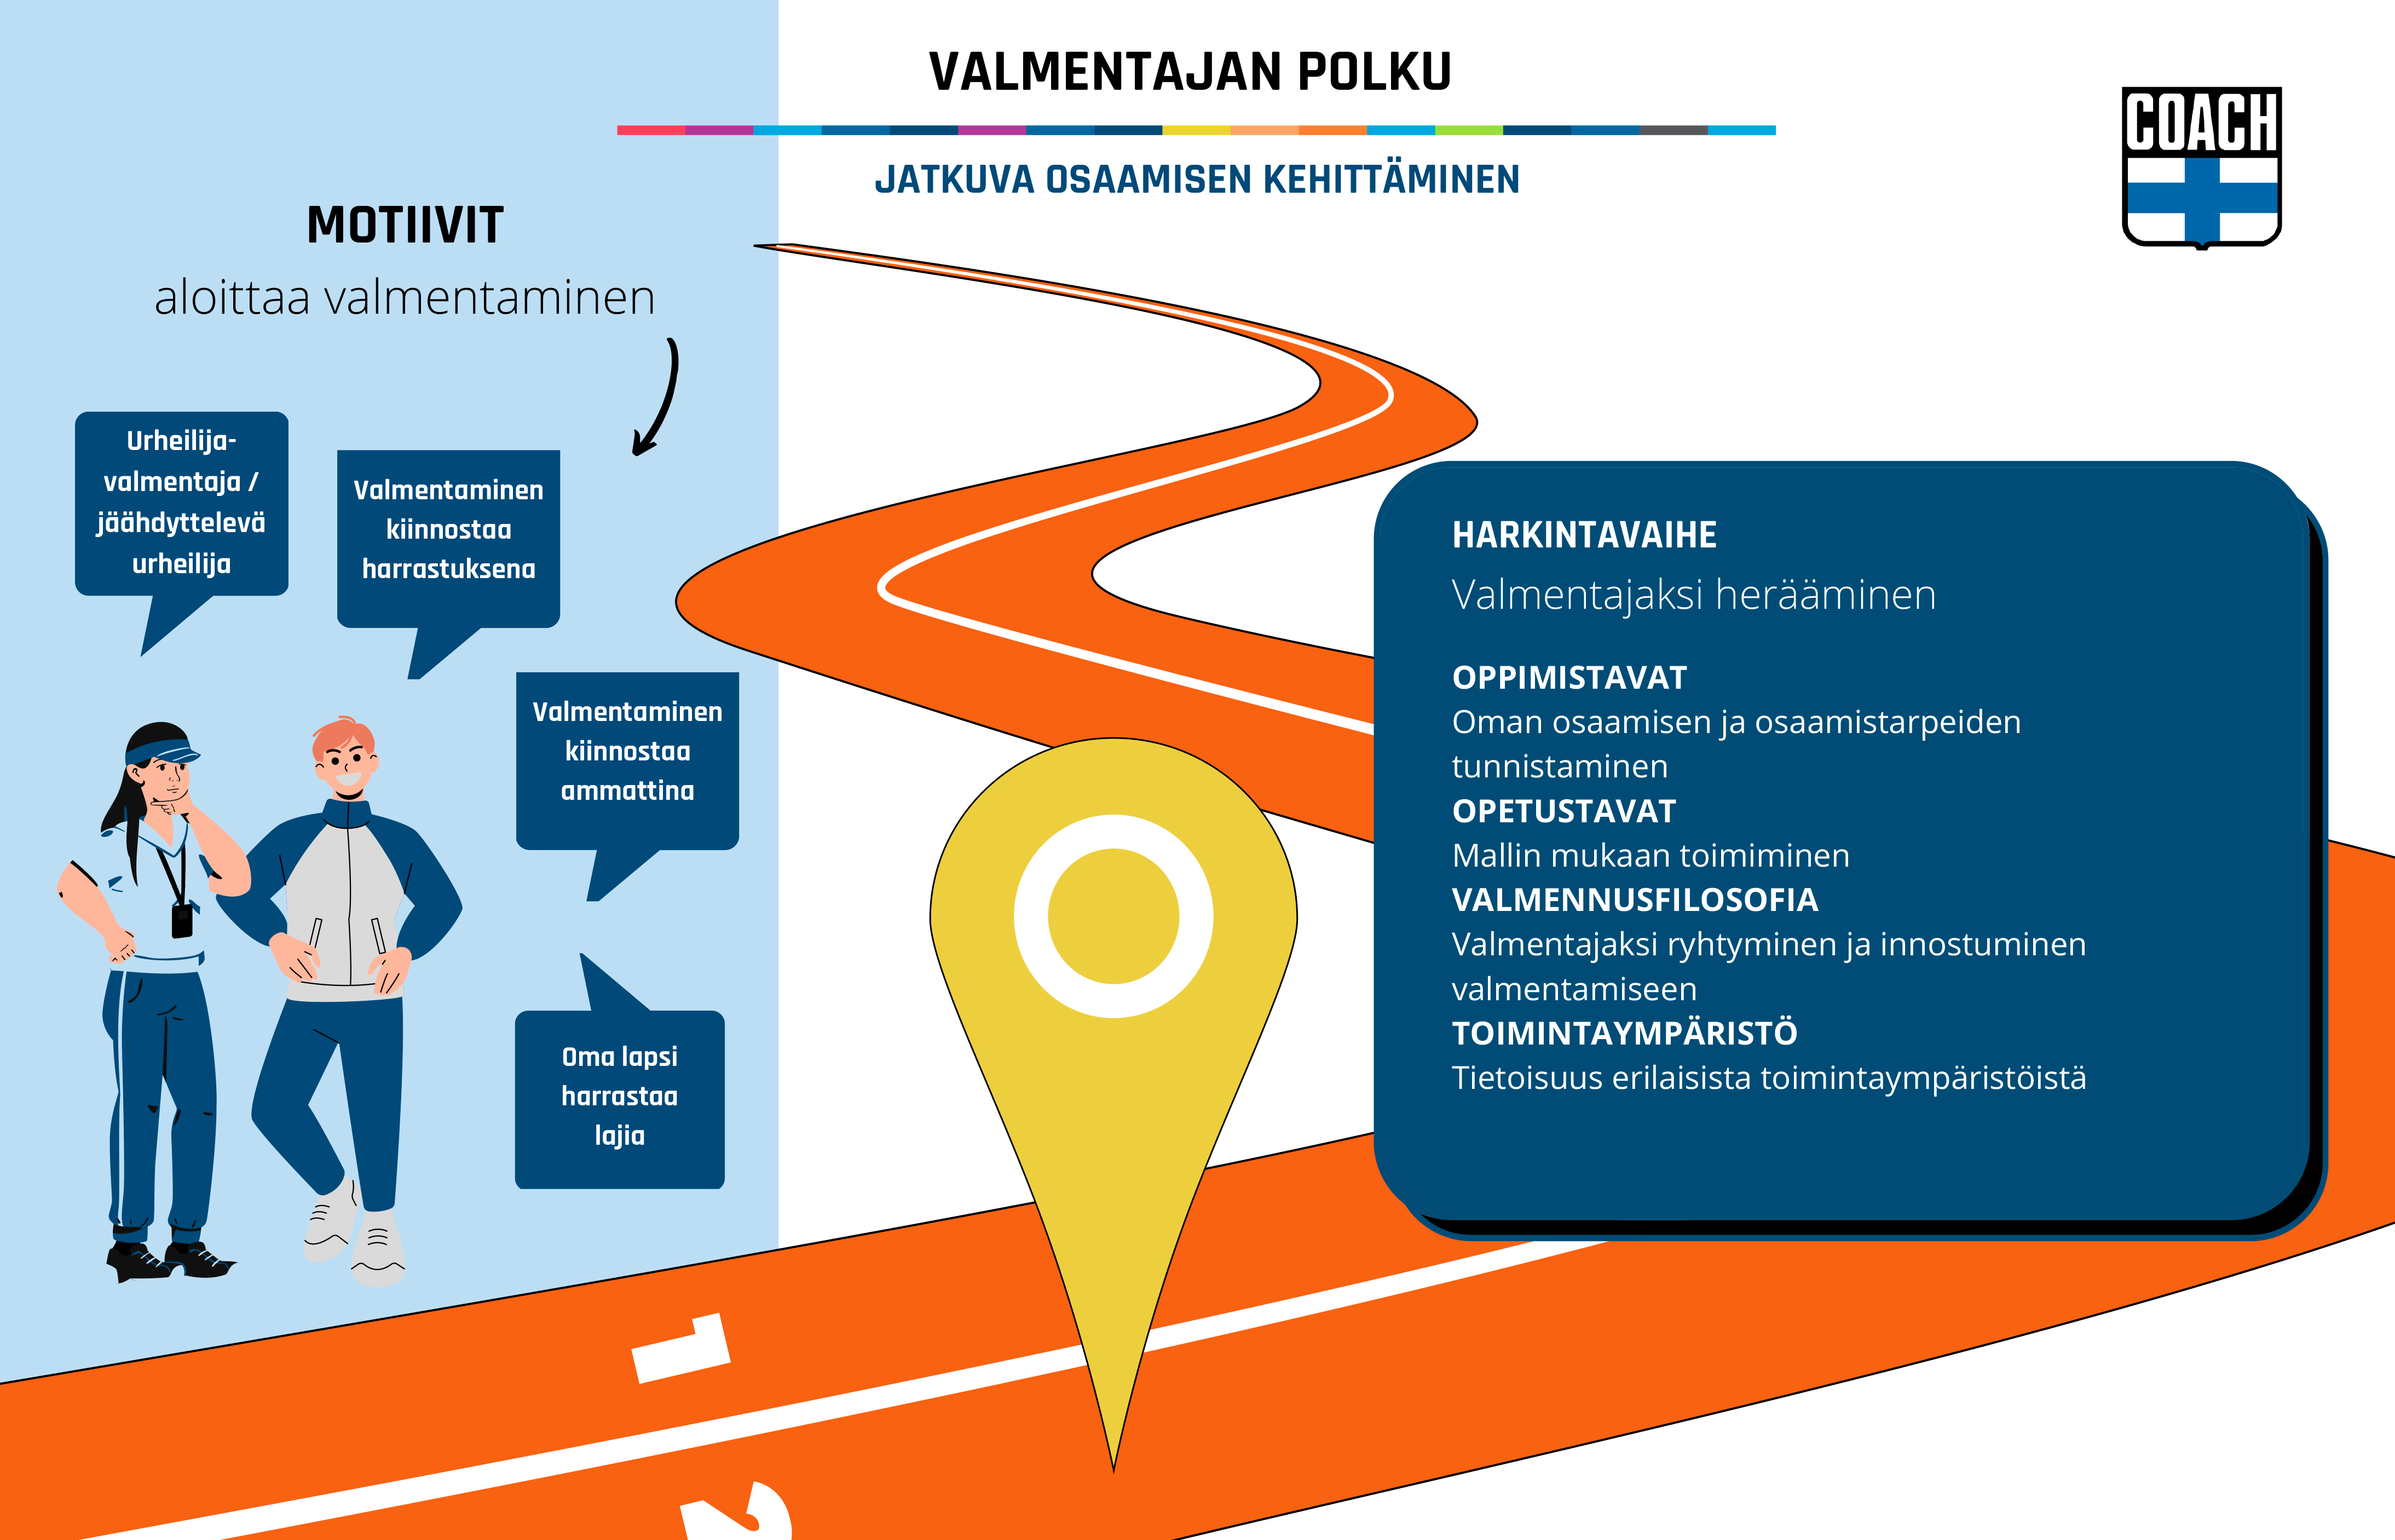 VALMENTAJAN POLKU
JATKUVA OSAAMISEN KEHITTÄMINEN
COACH
MOTIIVIT
aloittaa valmentaminen
Urheilija-
valmentaja /
jäähdyttelevä
urheilija
Valmentaminen
kiinnostaa
harrastuksena
Valmentaminen
kiinnostaa
ammattina
Oma lapsi
harrastaa
lajia
HARKINTAVAIHE
Valmentajaksi herääminen
OPPIMISTAVAT
Oman osaamisen ja osaamistarpeiden
tunnistaminen
OPETUSTAVAT
Mallin mukaan toimiminen
VALMENNUSFILOSOFIA
Valmentajaksi ryhtyminen ja innostuminen
valmentamiseen
TOIMINTAYMPÄRISTÖ
Tietoisuus erilaisista toimintaympäristöistä
1
2